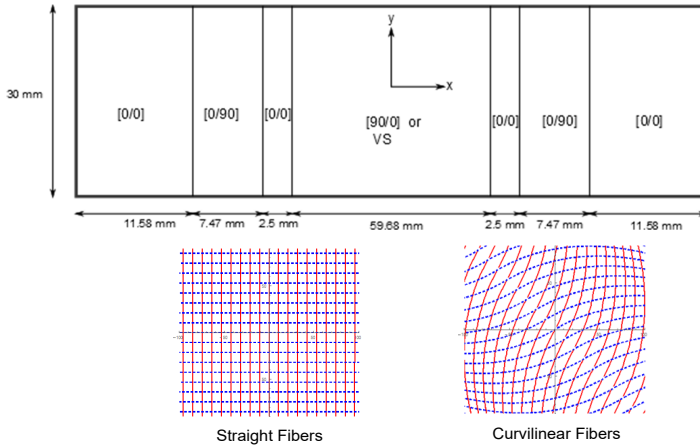 y
x
30 mm
[0/0]
[0/90]
[0/0]
[90/0] or
VS
[0/0]
[0/90]
[0/0]
11.58 mm
7.47 mm
2.5 mm
59.68 mm
2.5 mm
7.47 mm
11.58 mm
Straight Fibers
Curvilinear Fibers